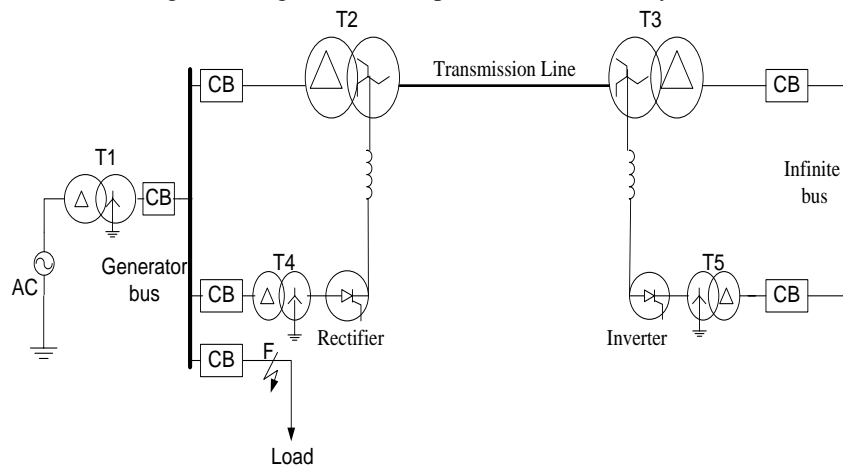 T2
T3
CB
Transmission Line
CB
T1
CB
Infinite
bus
AC
Generator
bus
T4
T5
CB
CB
Rectifier
Inverter
CB
F
Load